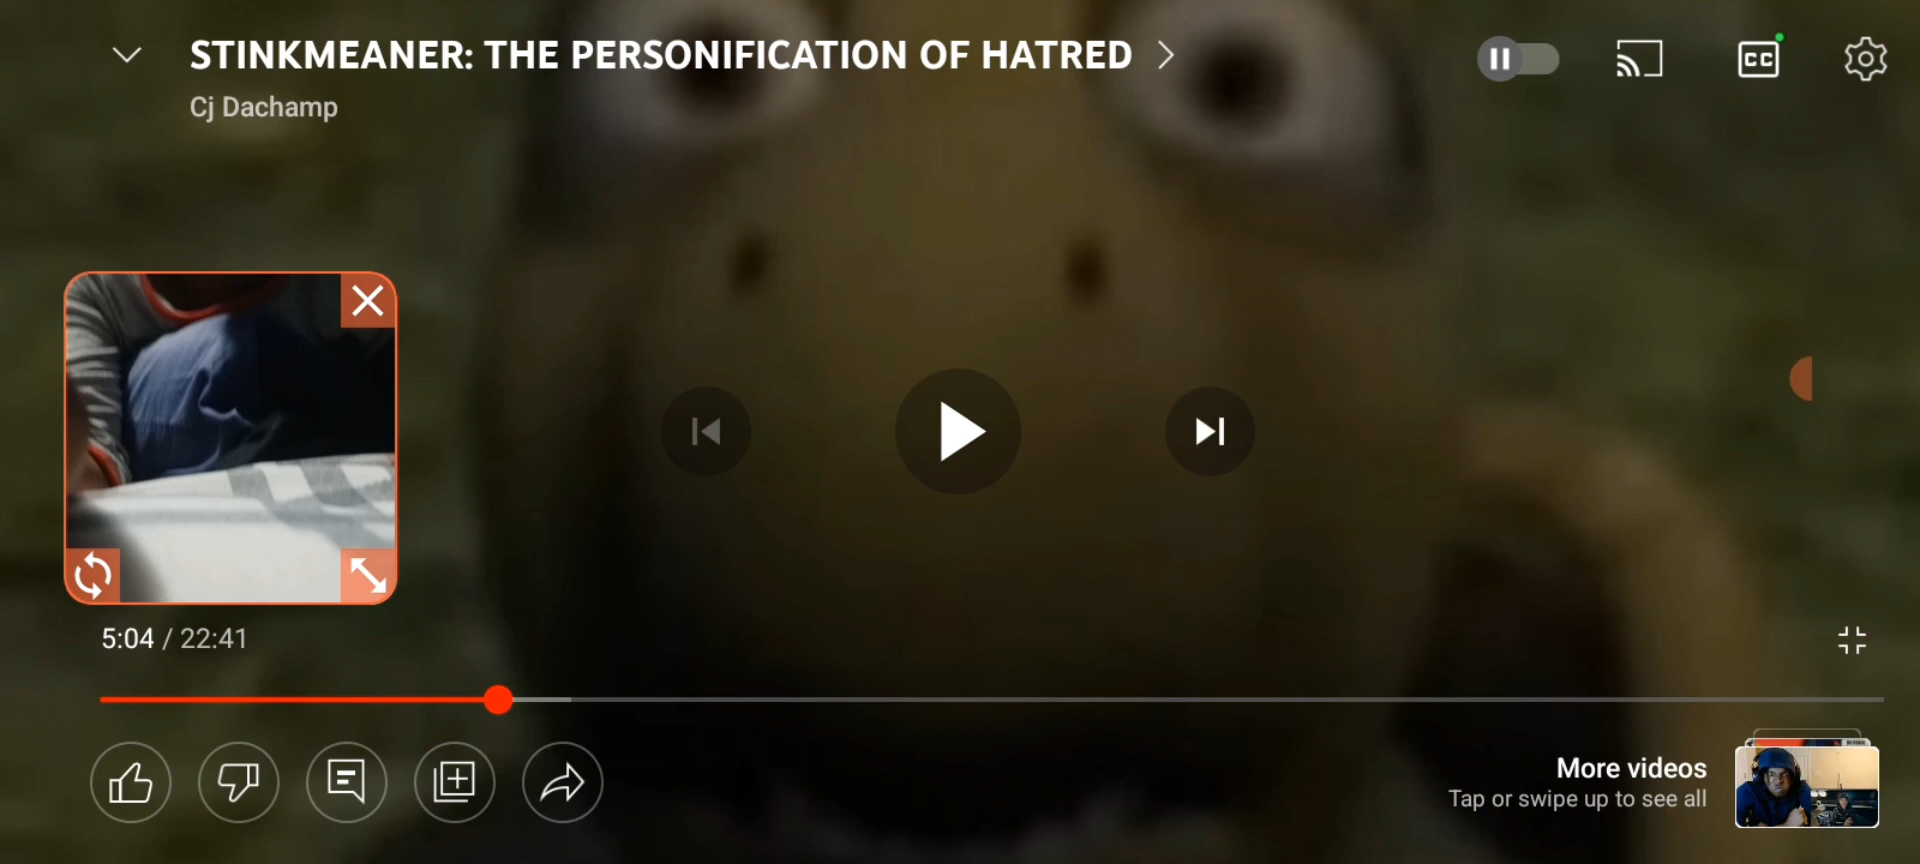 STINKMEANER: THE PERSONIFICATION OF HATRED
Cj Dachamp
CC
5:04 / 22:41
More videos
Tap or swipe up to see all